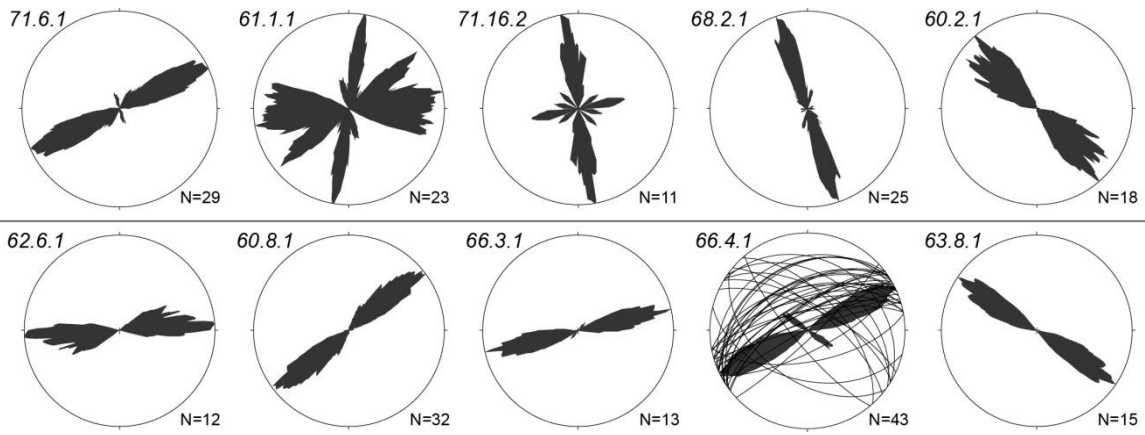 71.6.1
61.1.1
71.16.2
68.2.1
60.2.1
N=29
N=23
N=11
N=25
N=18
62.6.1
60.8.1
66.3.1
66.4.1
63.8.1
N=12
N=32
N=13
N=43
N=15